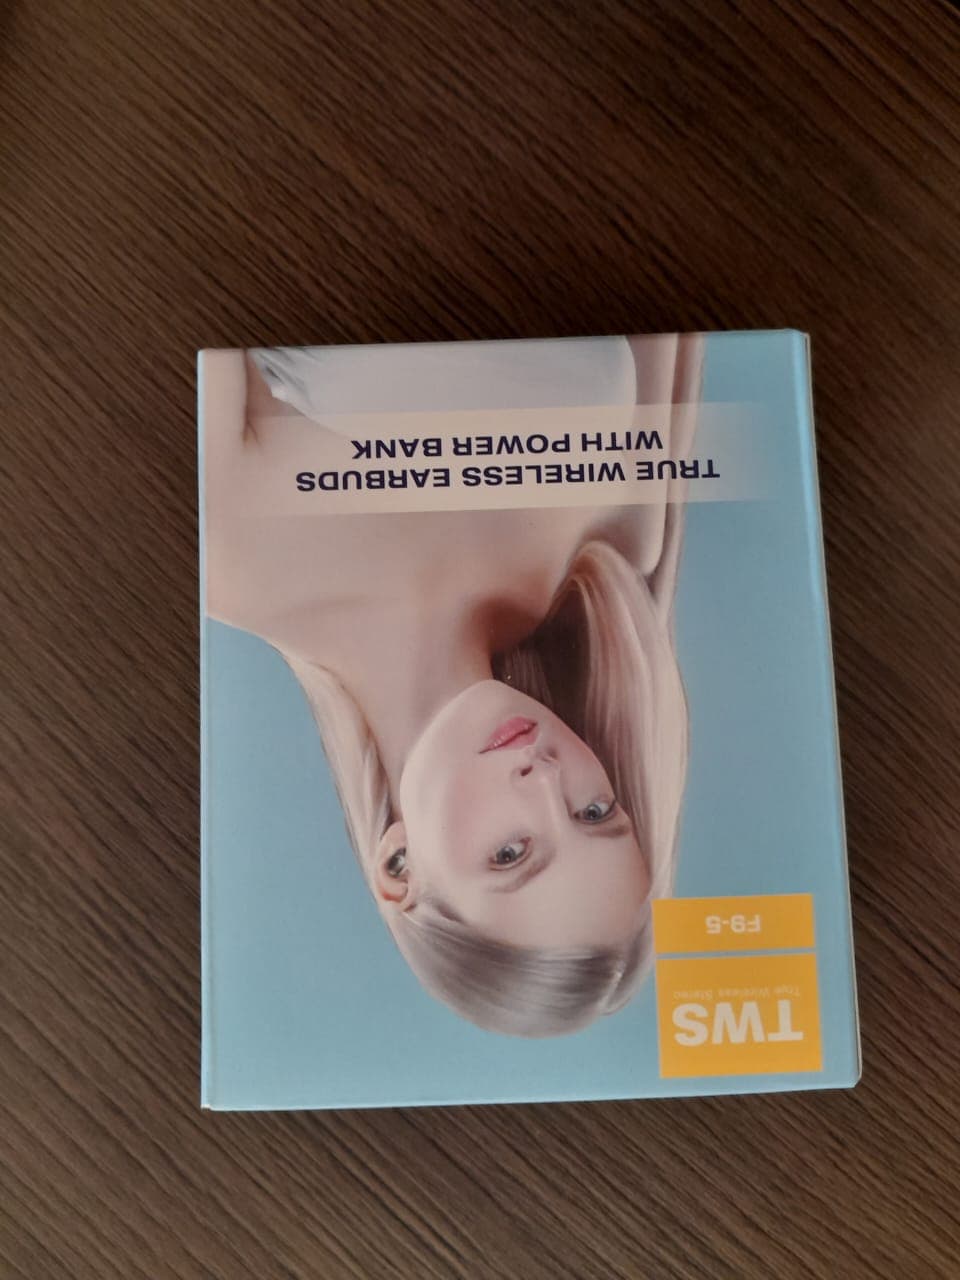 TWS
True Wireless Stereo
F9-5
TRUE WIRELESS EARBUDS
WITH POWER BANK